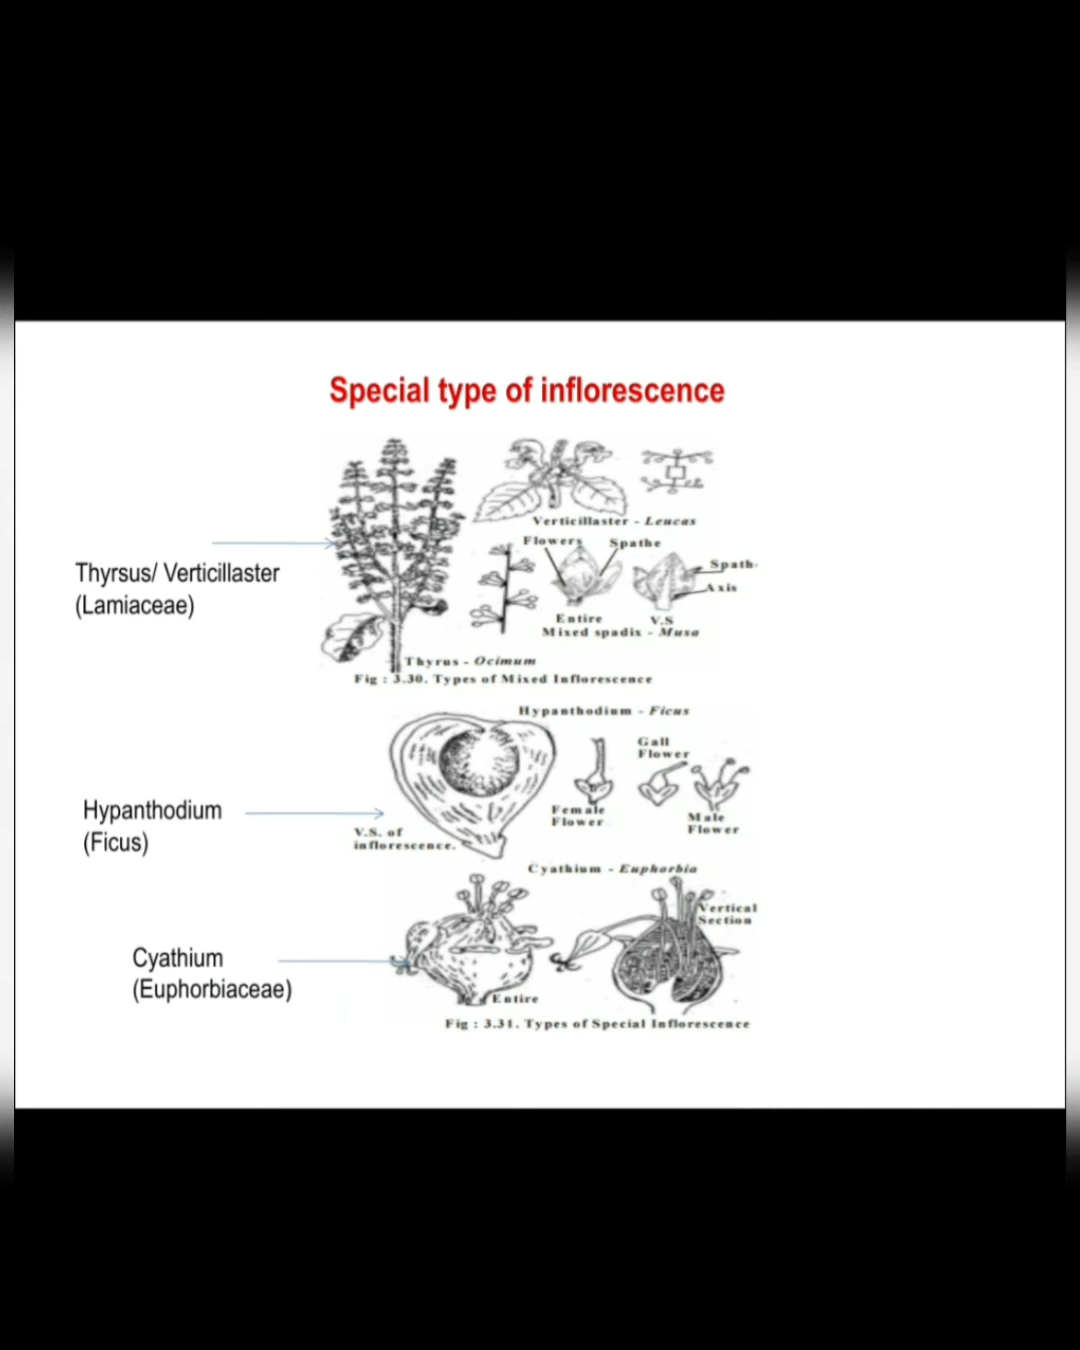 Special type of inflorescence
Verticillaster - Leucas
Flowers
Spathe
Spath
Axis
Thyrsus/ Verticillaster
(Lamiaceae)
Entire
V.S
Mixed spadix - Musa
Thyrus - Ocimum
Fig : 3.30. Types of Mixed Inflorescence
Hypanthodium - Ficus
Gall
Flower
Hypanthodium
(Ficus)
Female
Flower
Male
Flower
V.S. of
inflorescence.
Cyathium - Euphorbia
Vertical
Section
Cyathium
(Euphorbiaceae)
Entire
Fig : 3.31. Types of Special Inflorescence